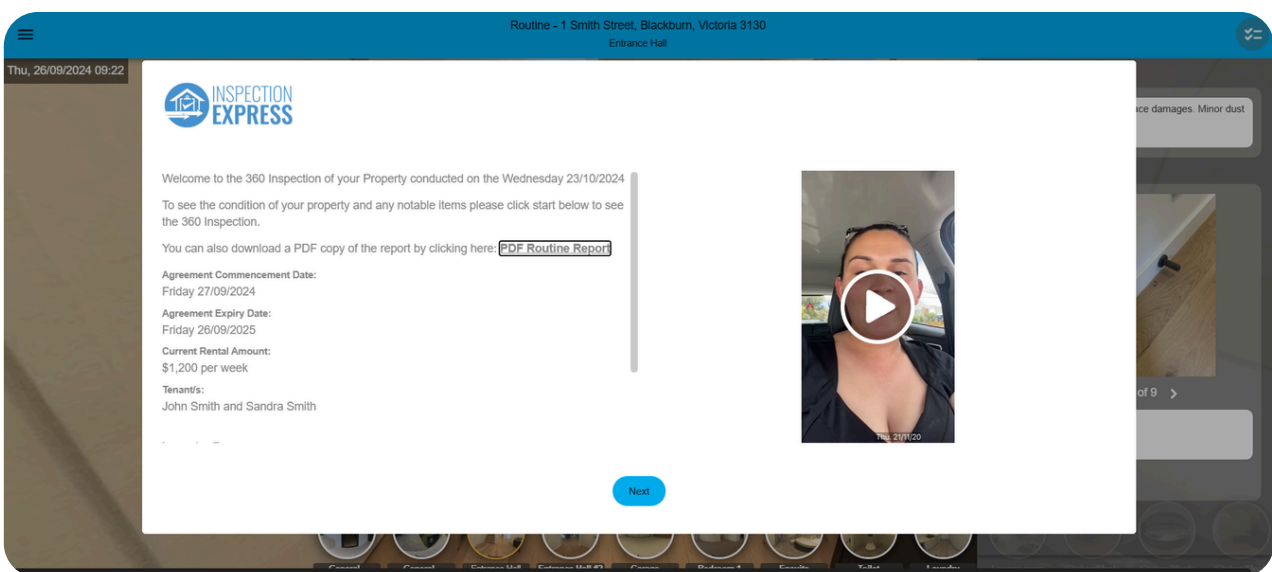 Routine - 1 Smith Street, Blackburn, Victoria 3130
Entrance Hall
Thu, 26/09/2024 09:22
INSPECTION
EXPRESS
ace damages. Minor dust
Welcome to the 360 Inspection of your Property conducted on the Wednesday 23/10/2024
To see the condition of your property and any notable items please click start below to see
the 360 Inspection.
You can also download a PDF copy of the report by clicking here: PDF Routine Report
Agreement Commencement Date:
Friday 27/09/2024
Agreement Expiry Date:
Friday 26/09/2025
Current Rental Amount:
$1,200 per week
Tenant/s:
John Smith and Sandra Smith
Thu, 21/11/20
of 9
Next
General General Entrance Hall Entrance Hall #2 Garage Bedroom 1 Ensuite Toilet Laundry